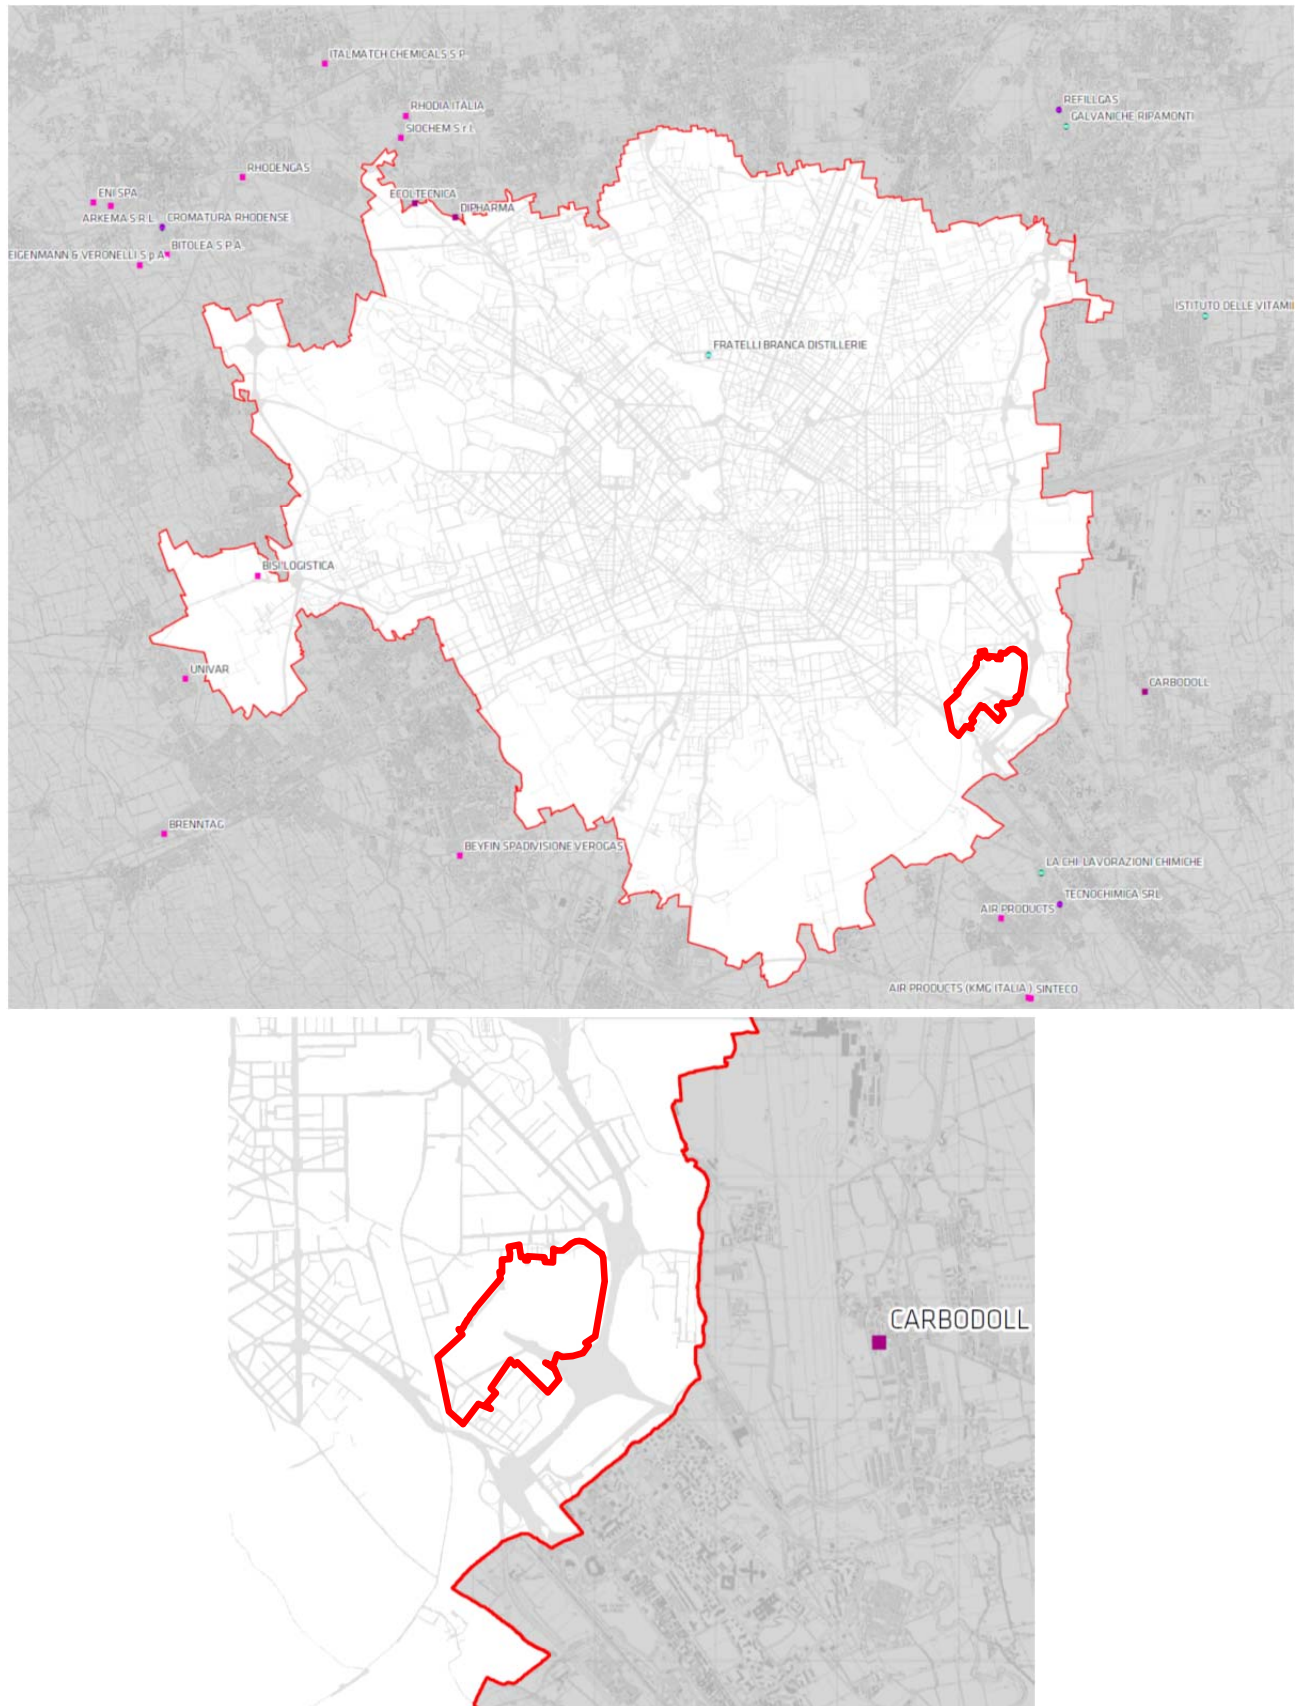 ITALMATCH CHEMICALS S.P.
RHODIA ITALIA
SIOCHEM S.r.l.
REFILLGAS
GALVANICHE RIPAMONTI
RHODENGAS
ENI SPA
ECOLTECNICA
DIPHARMA
ARKEMA S.R.L.
CROMATURA RHODENSE
BITOLEA S.P.A.
EIGENMANN & VERONELLI S.p.A.
ISTITUTO DELLE VITAMI
FRATELLI BRANCA DISTILLERIE
BISI LOGISTICA
UNIVAR
CARBODOLL
BRENNTAG
BEYFIN SPADIVISIONE VEROGAS
LA CHI-LAVORAZIONI CHIMICHE
TECNOCHIMICA SRL
AIR PRODUCTS
AIR PRODUCTS (KMG ITALIA) SINTECO
CARBODOLL